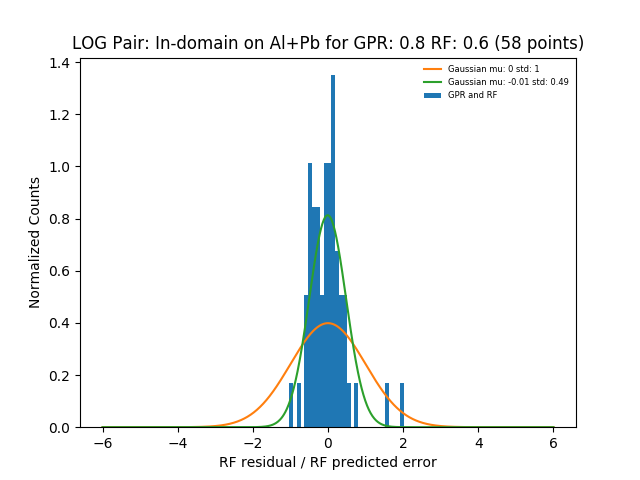 LOG Pair: In-domain on Al+Pb for GPR: 0.8 RF: 0.6 (58 points)
Gaussian mu: 0 std: 1
Gaussian mu: -0.01 std: 0.49
GPR and RF
1.4
1.2
1.0
0.8
0.6
0.4
0.2
0.0
Normalized Counts
−6 −4 −2 0 2 4 6
RF residual / RF predicted error